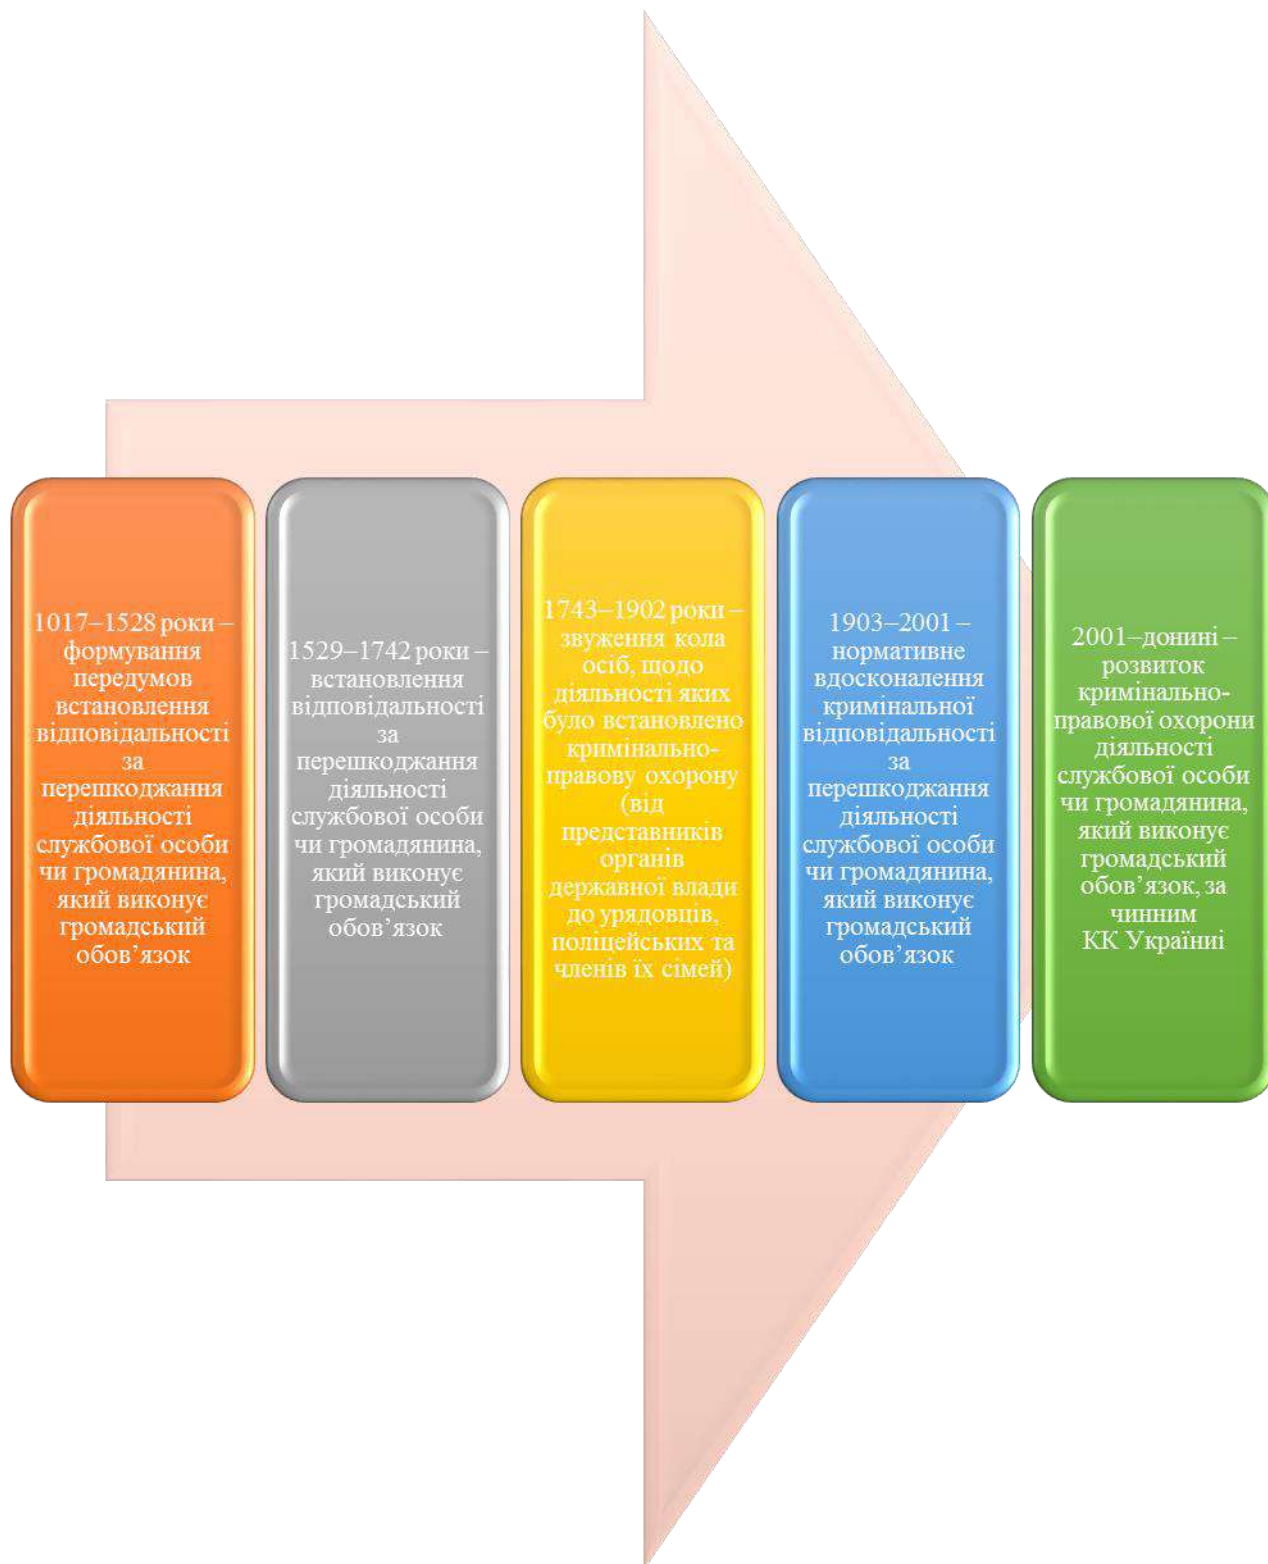 1017–1528 роки –
формування
передумов
встановлення
відповідальності
за
перешкоджання
діяльності
службової особи
чи громадянина,
який виконує
громадський
обов’язок
1529–1742 роки –
встановлення
відповідальності
за
перешкоджання
діяльності
службової особи
чи громадянина,
який виконує
громадський
обов’язок
1743–1902 роки –
звуження кола
осіб, щодо
діяльності яких
було встановлено
кримінально-
правову охорону
(від
представників
органів
державної влади
до урядовців,
поліцейських та
членів їх сімей)
1903–2001 –
нормативне
вдосконалення
кримінальної
відповідальності
за
перешкоджання
діяльності
службової особи
чи громадянина,
який виконує
громадський
обов’язок
2001–донині –
розвиток
кримінально-
правової охорони
діяльності
службової особи
чи громадянина,
який виконує
громадський
обов’язок, за
чинним
КК Україниі